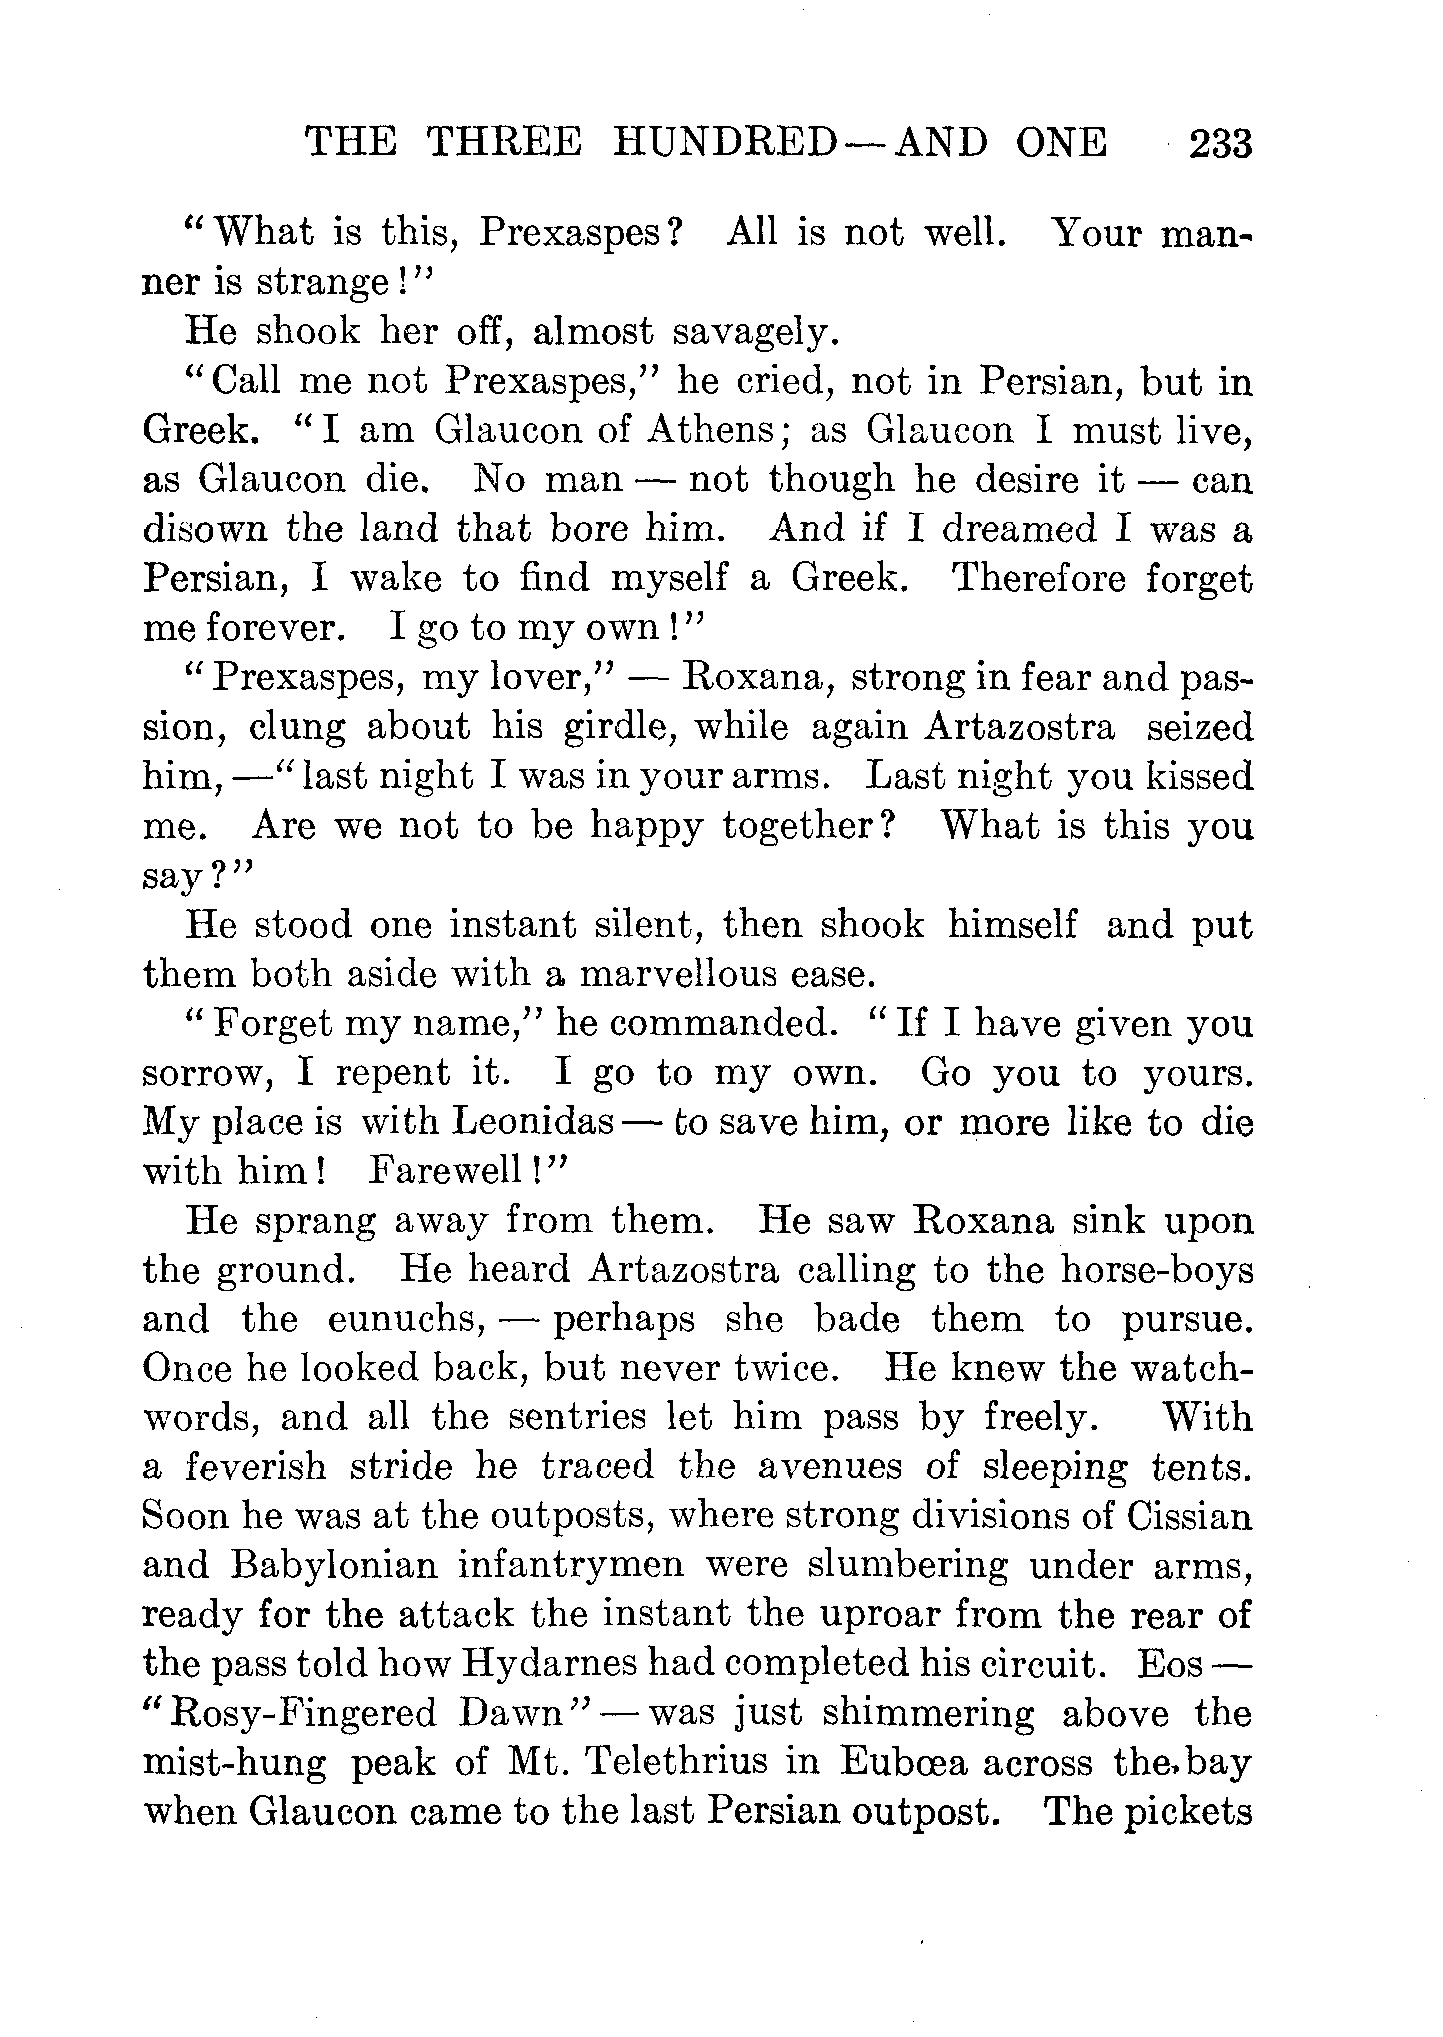 THE THREE HUNDRED — AND ONE 233
“What is this, Prexaspes? All is not well. Your man-
ner is strange!”
He shook her off, almost savagely.
“Call me not Prexaspes,” he cried, not in Persian, but in
Greek. “I am Glaucon of Athens; as Glaucon I must live,
as Glaucon die. No man — not though he desire it — can
disown the land that bore him. And if I dreamed I was a
Persian, I wake to find myself a Greek. Therefore forget
me forever. I go to my own!”
“Prexaspes, my lover,” — Roxana, strong in fear and pas-
sion, clung about his girdle, while again Artazostra seized
him, — “last night I was in your arms. Last night you kissed
me. Are we not to be happy together? What is this you
say?”
He stood one instant silent, then shook himself and put
them both aside with a marvellous ease.
“Forget my name,” he commanded. “If I have given you
sorrow, I repent it. I go to my own. Go you to yours.
My place is with Leonidas — to save him, or more like to die
with him! Farewell!”
He sprang away from them. He saw Roxana sink upon
the ground. He heard Artazostra calling to the horse-boys
and the eunuchs, — perhaps she bade them to pursue.
Once he looked back, but never twice. He knew the watch-
words, and all the sentries let him pass by freely. With
a feverish stride he traced the avenues of sleeping tents.
Soon he was at the outposts, where strong divisions of Cissian
and Babylonian infantrymen were slumbering under arms,
ready for the attack the instant the uproar from the rear of
the pass told how Hydarnes had completed his circuit. Eos —
“Rosy-Fingered Dawn” — was just shimmering above the
mist-hung peak of Mt. Telethrius in Eubœa across the bay
when Glaucon came to the last Persian outpost. The pickets